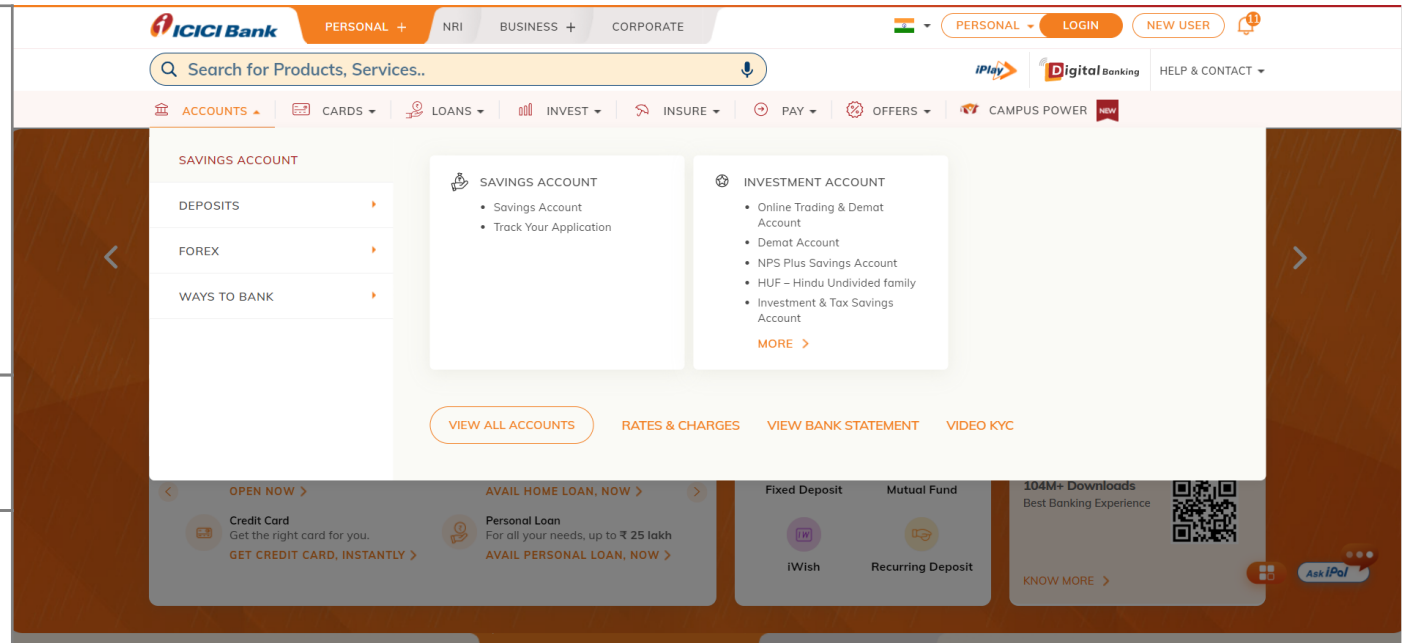 ICICI Bank
PERSONAL +
NRI
BUSINESS +
CORPORATE
PERSONAL
LOGIN
NEW USER
11
Search for Products, Services..
iPlay
Digital Banking
HELP & CONTACT
ACCOUNTS
CARDS
LOANS
INVEST
INSURE
PAY
OFFERS
CAMPUS POWER
NEW
SAVINGS ACCOUNT
DEPOSITS
FOREX
WAYS TO BANK
SAVINGS ACCOUNT
• Savings Account
• Track Your Application
INVESTMENT ACCOUNT
• Online Trading & Demat
Account
• Demat Account
• NPS Plus Savings Account
• HUF – Hindu Undivided family
• Investment & Tax Savings
Account
MORE >
VIEW ALL ACCOUNTS
RATES & CHARGES
VIEW BANK STATEMENT
VIDEO KYC
OPEN NOW >
AVAIL HOME LOAN, NOW >
Credit Card
Get the right card for you.
GET CREDIT CARD, INSTANTLY >
Personal Loan
For all your needs, up to ₹ 25 lakh
AVAIL PERSONAL LOAN, NOW >
Fixed Deposit
Mutual Fund
iW
iWish
Recurring Deposit
104M+ Downloads
Best Banking Experience
KNOW MORE >
Ask iPal